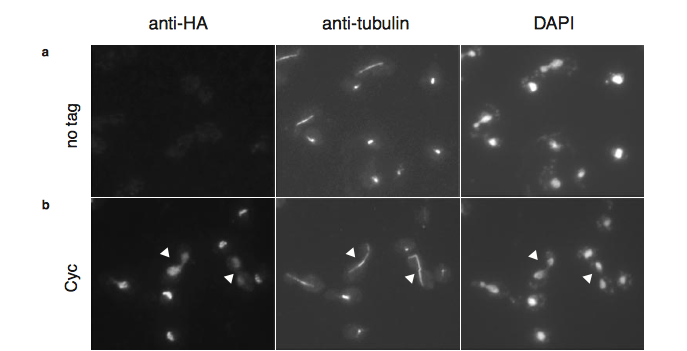 anti-HA anti-tubulin DAPI
a
no tag
b
Cyc